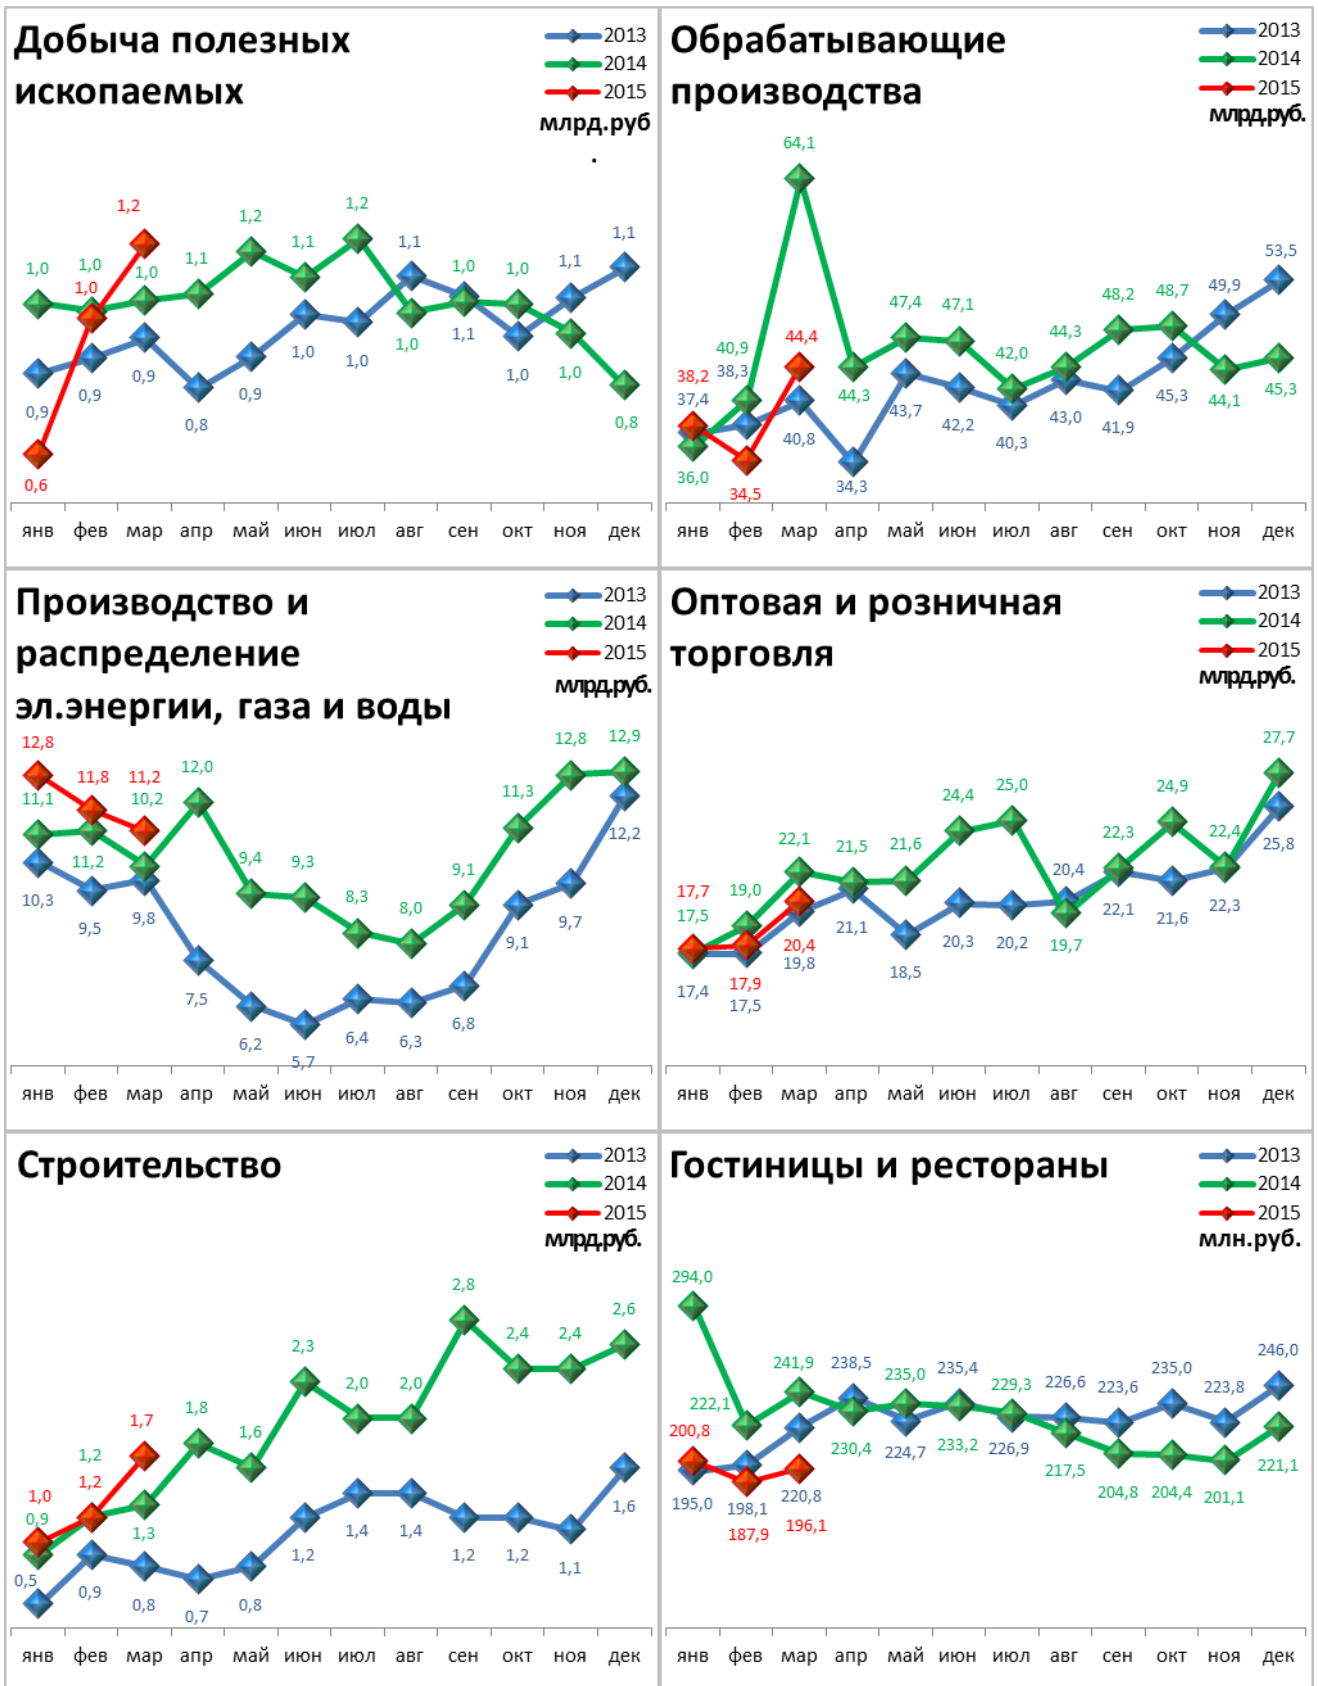 Добыча полезных
ископаемых
2013
2014
2015
млрд.руб
.
1,2
1,0 1,0 1,0 1,1 1,2 1,1 1,2 1,0 1,0 1,0 1,0 0,8
1,0
0,9 0,9 0,9 0,8 0,9 1,0 1,0 1,1 1,1 1,0 1,1 1,1
0,6
янв фев мар апр май июн июл авг сен окт ноя дек
Обрабатывающие
производства
2013
2014
2015
млрд.руб.
64,1
40,9 44,3 47,4 47,1 42,0 44,3 48,2 48,7 44,1 45,3
38,2 34,5 44,4
37,4 38,3 40,8 34,3 43,7 42,2 40,3 43,0 41,9 45,3 49,9 53,5
36,0
янв фев мар апр май июн июл авг сен окт ноя дек
Производство и
распределение
эл.энергии, газа и воды
2013
2014
2015
млрд.руб.
12,8 11,8 11,2
11,1 11,2 10,2 12,0 9,4 9,3 8,3 8,0 9,1 11,3 12,8 12,9
10,3 9,5 9,8 7,5 6,2 5,7 6,4 6,3 6,8 9,1 9,7 12,2
янв фев мар апр май июн июл авг сен окт ноя дек
Оптовая и розничная
торговля
2013
2014
2015
млрд.руб.
17,7 17,9 20,4
17,5 19,0 22,1 21,5 21,6 24,4 25,0 19,7 22,3 24,9 22,4 27,7
17,4 17,5 19,8 21,1 18,5 20,3 20,2 20,4 22,1 21,6 22,3 25,8
янв фев мар апр май июн июл авг сен окт ноя дек
Строительство
2013
2014
2015
млрд.руб.
1,0 1,2 1,7
0,9 1,2 1,3 1,8 1,6 2,3 2,0 2,0 2,8 2,4 2,4 2,6
0,5 0,9 0,8 0,7 0,8 1,2 1,4 1,4 1,2 1,2 1,1 1,6
янв фев мар апр май июн июл авг сен окт ноя дек
Гостиницы и рестораны
2013
2014
2015
млн.руб.
294,0 222,1 241,9 230,4 235,0 233,2 229,3 217,5 204,8 204,4 201,1 221,1
200,8 187,9 196,1
195,0 198,1 220,8 238,5 224,7 235,4 226,9 226,6 223,6 235,0 223,8 246,0
янв фев мар апр май июн июл авг сен окт ноя дек